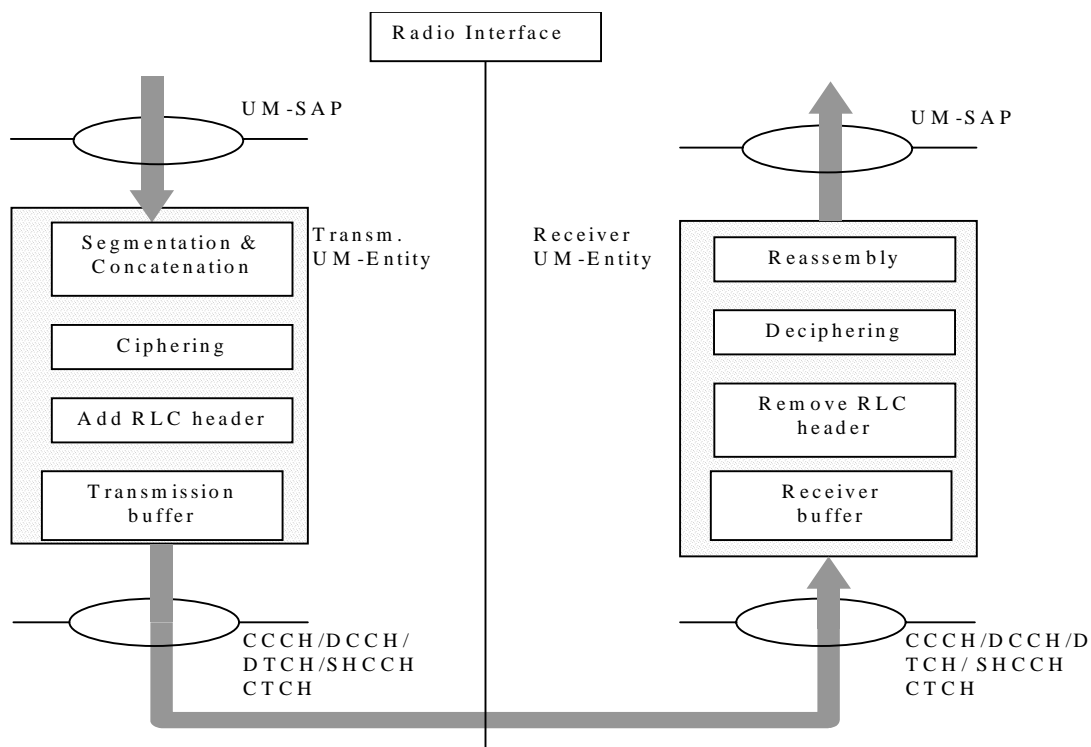 Radio Interface
UM-SAP
UM-SAP
Segmentation &
Concatenation
Transm.
UM-Entity
Receiver
UM-Entity
Reassembly
Ciphering
Deciphering
Add RLC header
Remove RLC
header
Transmission
buffer
Receiver
buffer
CCCH/DCCH/
DTCH/SHCCH
CTCH
CCCH/DCCH/D
TCH/ SHCCH
CTCH